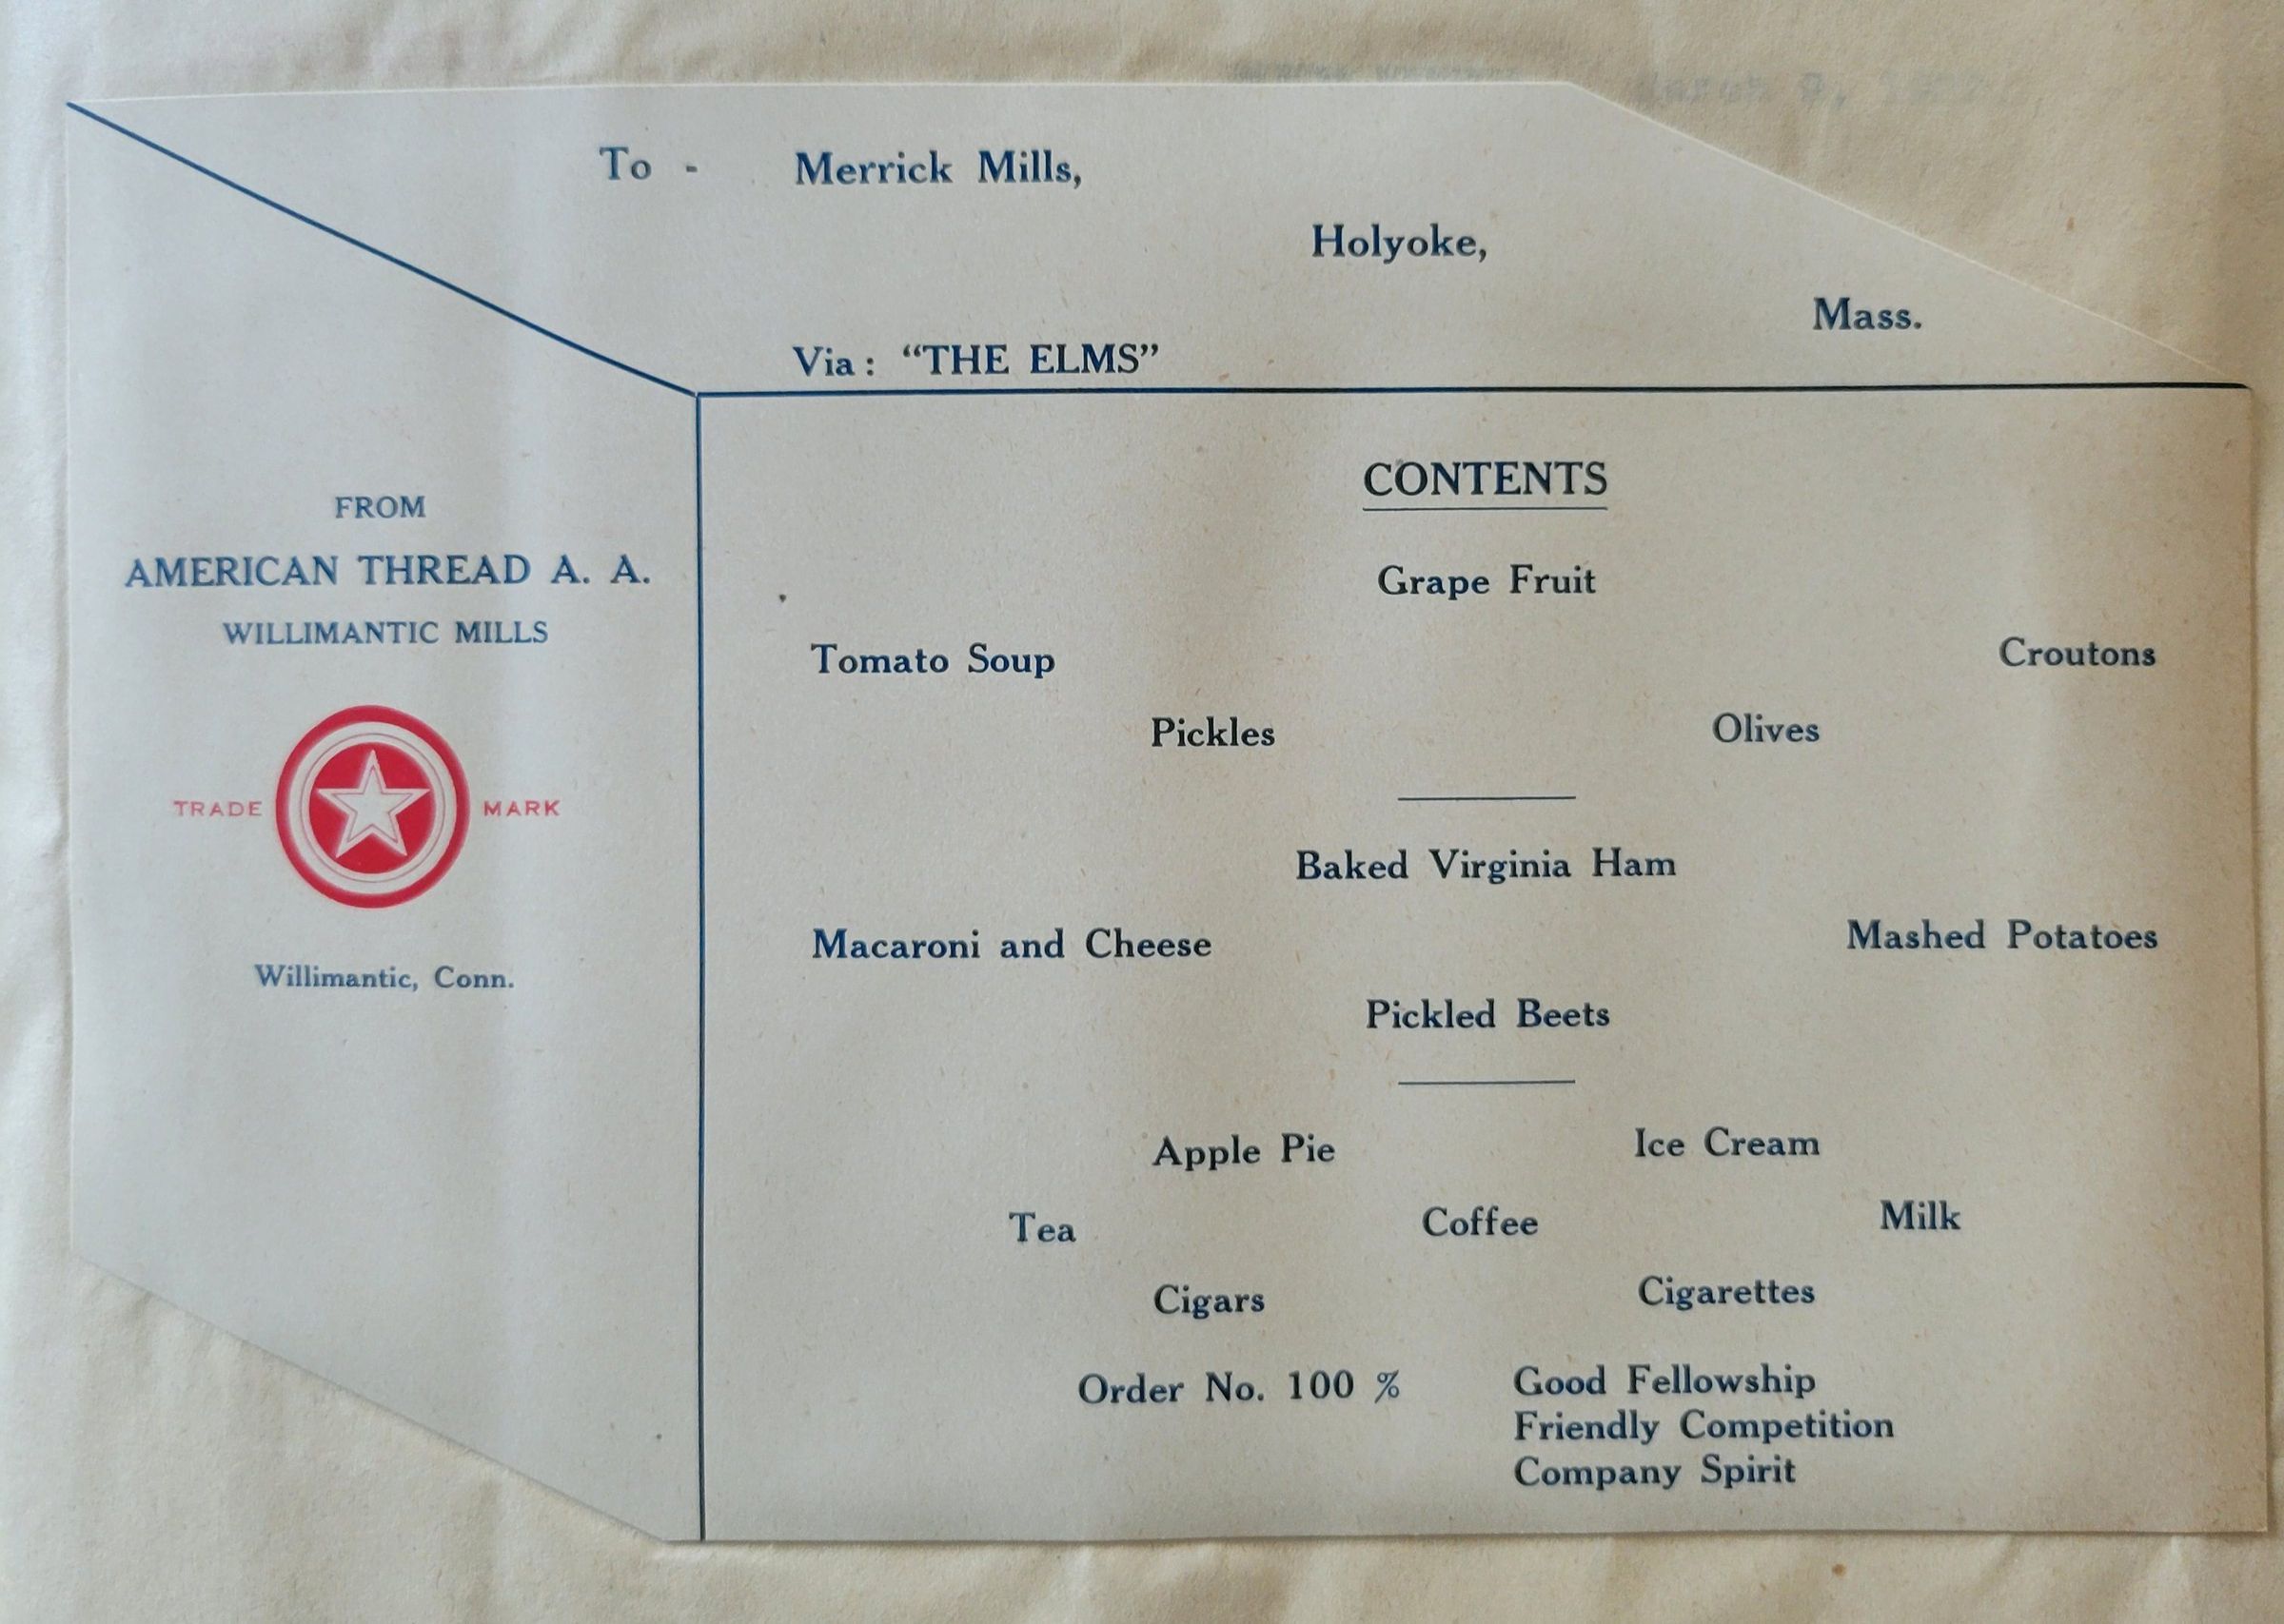 To - Merrick Mills,
Holyoke,
Mass.
Via: “THE ELMS”
FROM
AMERICAN THREAD A. A.
WILLIMANTIC MILLS
TRADE MARK
Willimantic, Conn.
CONTENTS
Grape Fruit
Tomato Soup Croutons
Pickles Olives
Baked Virginia Ham
Macaroni and Cheese Mashed Potatoes
Pickled Beets
Apple Pie Ice Cream
Tea Coffee Milk
Cigars Cigarettes
Order No. 100 % Good Fellowship
Friendly Competition
Company Spirit